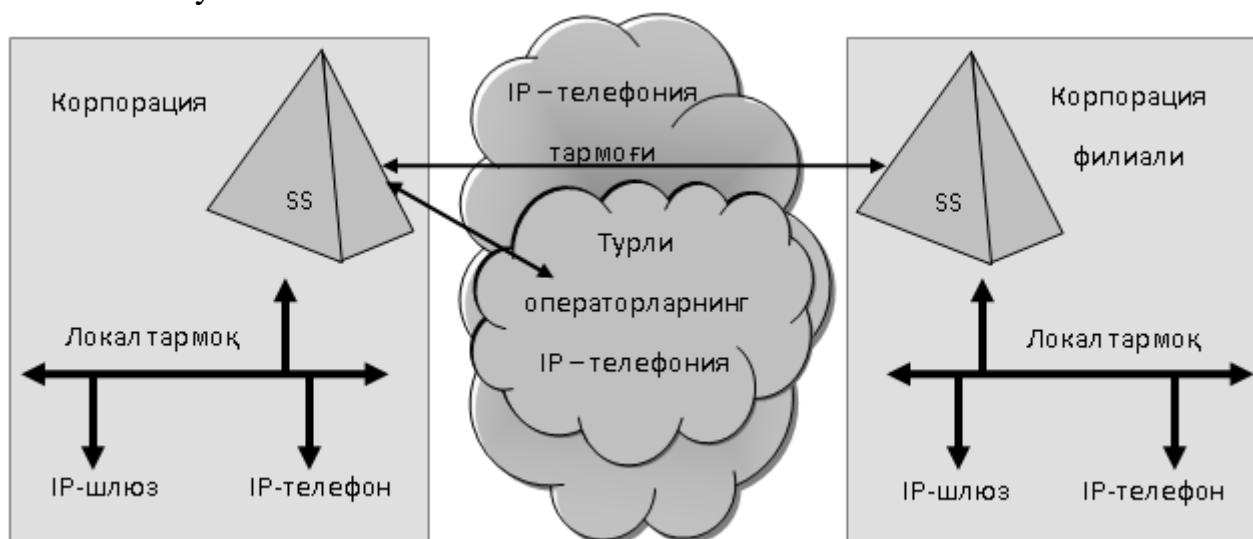 Корпорация
SS
Локал тармоқ
IP-шлюз
IP-телефон
IP – телефония
тармоғи
Турли
операторларнинг
IP – телефония
Корпорация
филиали
SS
Локал тармоқ
IP-шлюз
IP-телефон